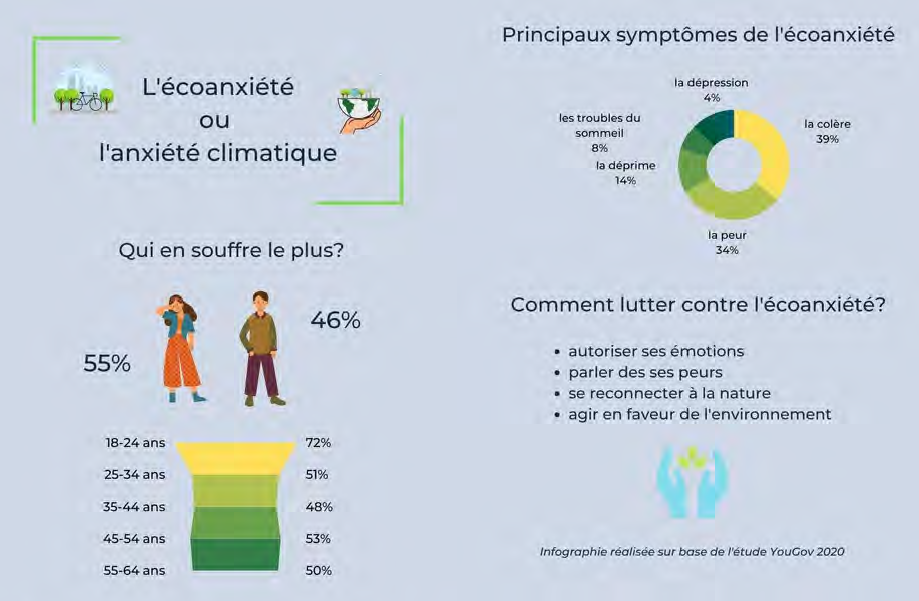 L'écoanxiété
ou
l'anxiété climatique
Qui en souffre le plus?
55%
46%
18-24 ans 72%
25-34 ans 51%
35-44 ans 48%
45-54 ans 53%
55-64 ans 50%
Principaux symptômes de l'écoanxiété
la dépression
4%
les troubles du
sommeil
8%
la déprime
14%
la colère
39%
la peur
34%
Comment lutter contre l'écoanxiété?
• autoriser ses émotions
• parler des ses peurs
• se reconnecter à la nature
• agir en faveur de l'environnement
Infographie réalisée sur base de l'étude YouGov 2020